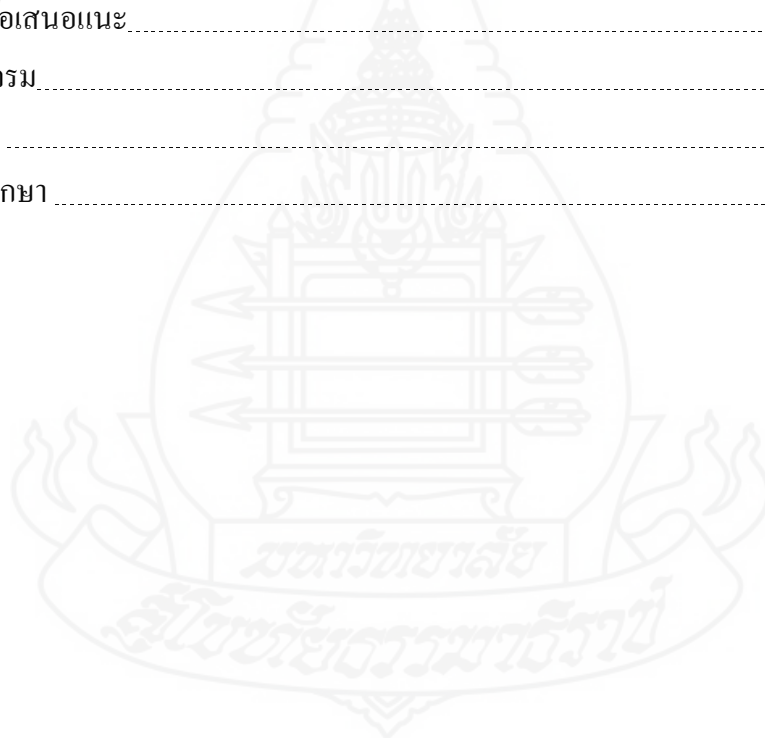 อเสนอแนะ
รม
กษา
มหาวิทยาลัย
สุโขทัยธรรมาธิราช